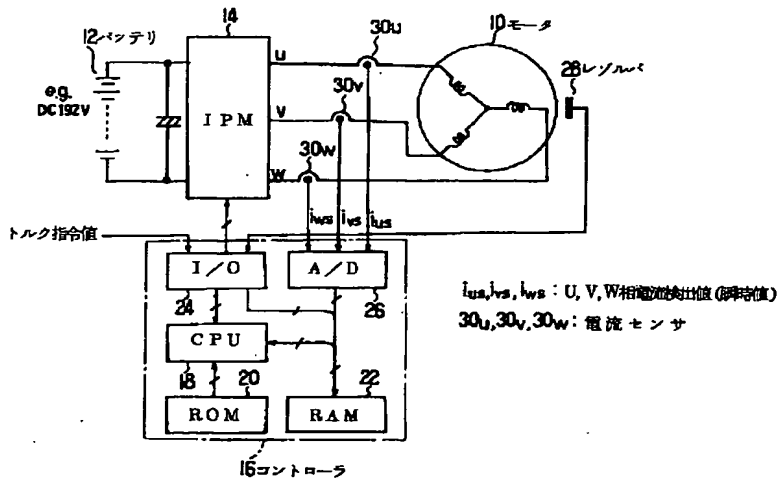 14
12バッテリ
e.g.
DC192V
IPM
u
v
w
30u
30v
30w
10モータ
28レゾルバ
iws
ivs
ius
トルク指令値
I/O
24
A/D
26
CPU
18
ROM
20
RAM
22
16コントローラ
ius,ivs,iws:U,V,W相電流検出値(瞬時値)
30u,30v,30w:電流センサ